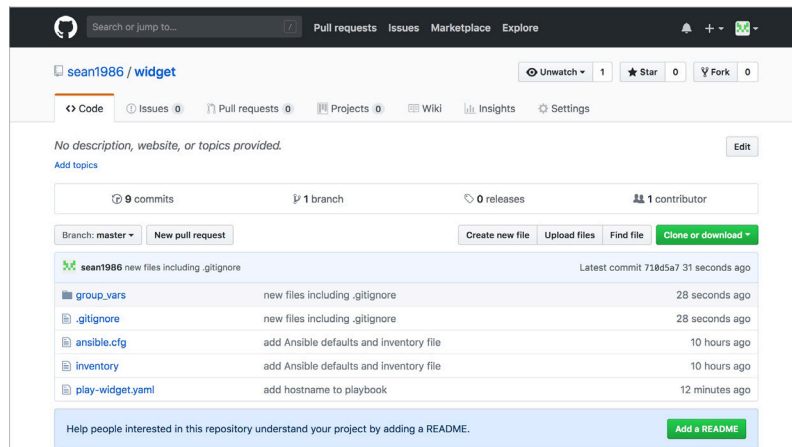 Search or jump to... / Pull requests Issues Marketplace Explore
sean1986 / widget Unwatch 1 Star 0 Fork 0
Code Issues 0 Pull requests 0 Projects 0 Wiki Insights Settings
No description, website, or topics provided. Edit
Add topics
9 commits 1 branch 0 releases 1 contributor
Branch: master New pull request Create new file Upload files Find file Clone or download
sean1986 new files including .gitignore Latest commit 710d5a7 31 seconds ago
group_vars new files including .gitignore 28 seconds ago
.gitignore new files including .gitignore 28 seconds ago
ansible.cfg add Ansible defaults and inventory file 10 hours ago
inventory add Ansible defaults and inventory file 10 hours ago
play-widget.yaml add hostname to playbook 12 minutes ago
Help people interested in this repository understand your project by adding a README. Add a README